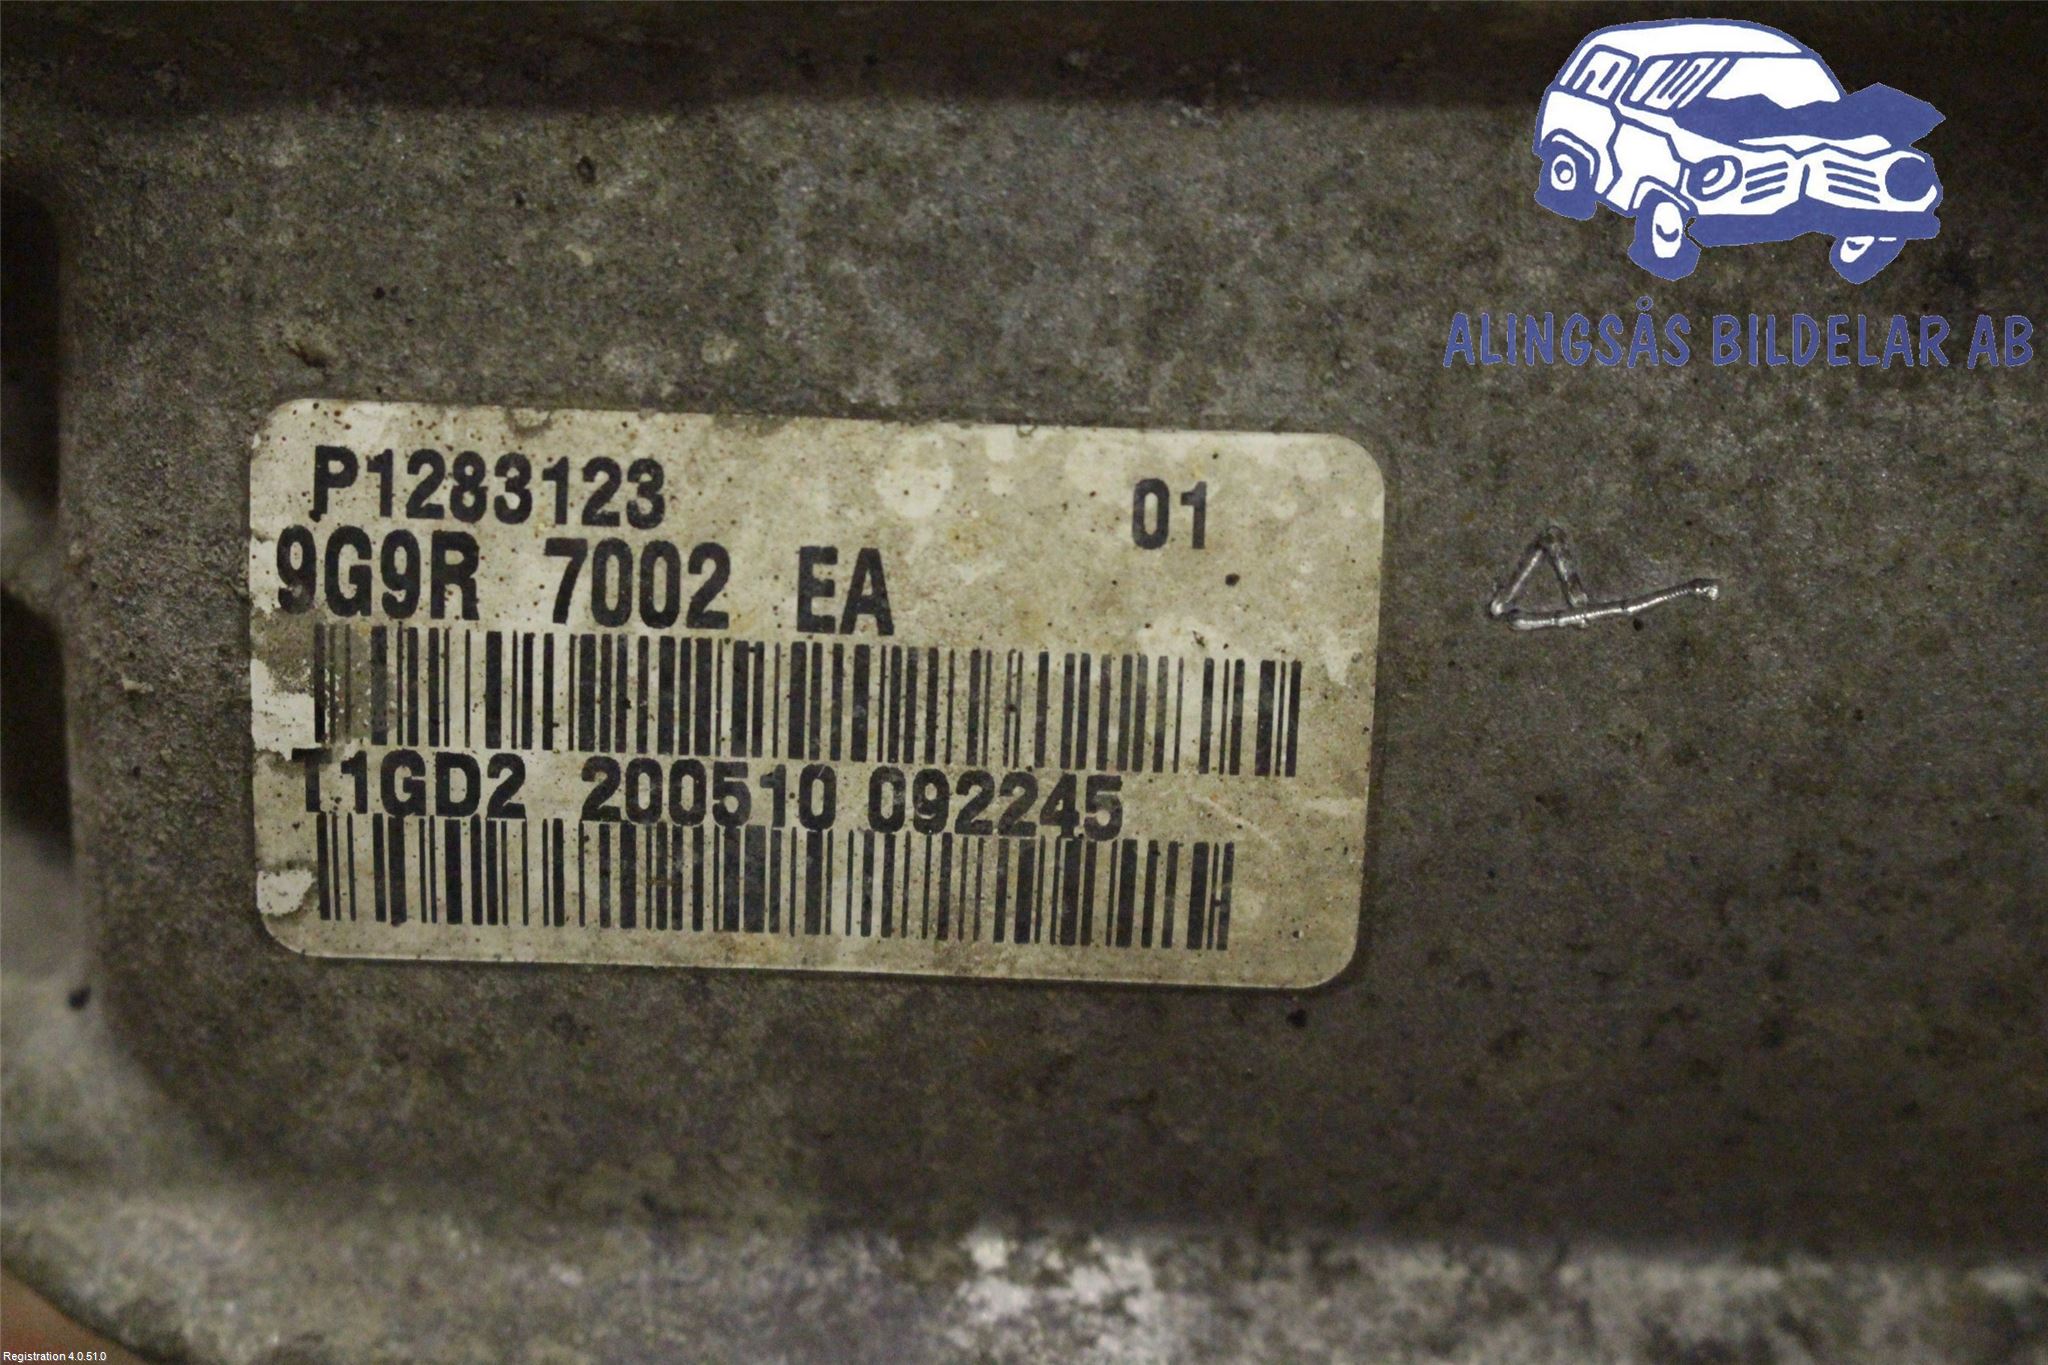 ALINGSÅS BILDELAR AB
P1283123 01
9G9R 7002 EA
T1GD2 200510 092245
Registration 4.0.51.0